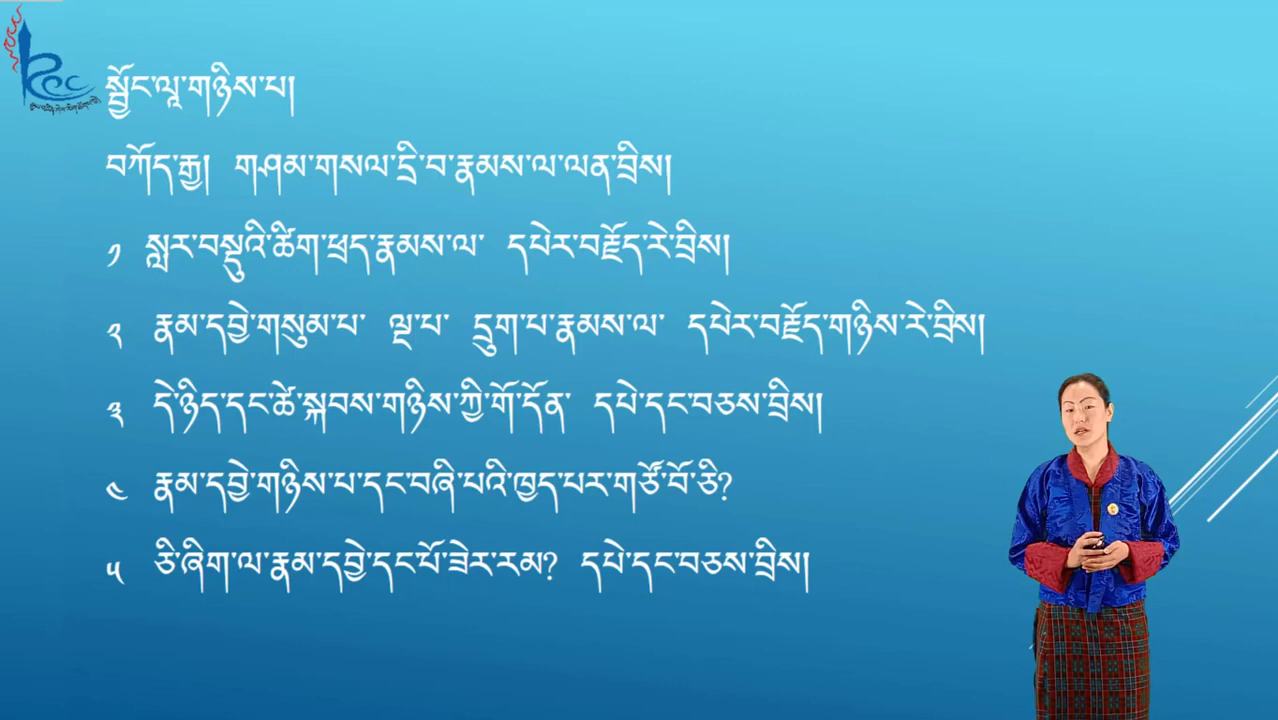 སྦྱོང་ལཱ་གཉིས་པ།
བཀོད་རྒྱ། གཤམ་གསལ་དྲི་བ་རྣམས་ལ་ལན་བྲིས།
༡ སླར་བསྡུའི་ཚིག་ཕྲད་རྣམས་ལ་ དཔེར་བརྗོད་རེ་བྲིས།
༢ རྣམ་དབྱེ་གསུམ་པ་ ལྔ་པ་ དྲུག་པ་རྣམས་ལ་ དཔེར་བརྗོད་གཉིས་རེ་བྲིས།
༣ དེ་ཉིད་དང་ཚེ་སྐབས་གཉིས་ཀྱི་གོ་དོན་ དཔེ་དང་བཅས་བྲིས།
༤ རྣམ་དབྱེ་གཉིས་པ་དང་བཞི་པའི་ཁྱད་པར་གཙོ་བོ་ཅི?
༥ ཅི་ཞིག་ལ་རྣམ་དབྱེ་དང་པོ་ཟེར་རམ? དཔེ་དང་བཅས་བྲིས།